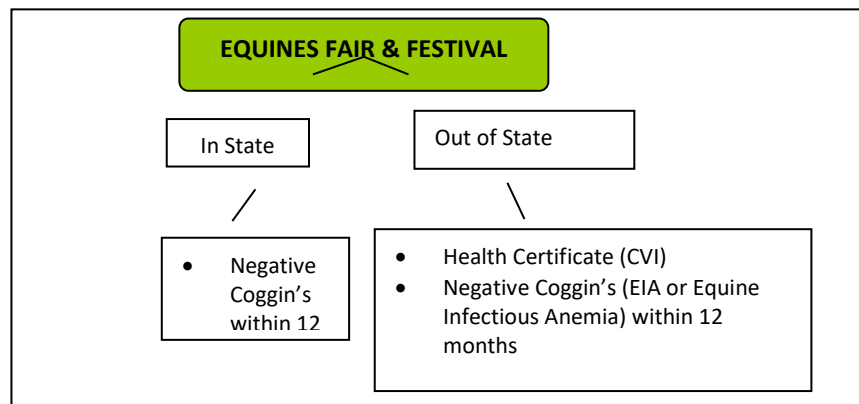 EQUINES FAIR & FESTIVAL
In State
Out of State
• Negative
Coggin's
within 12
• Health Certificate (CVI)
• Negative Coggin's (EIA or Equine
Infectious Anemia) within 12
months